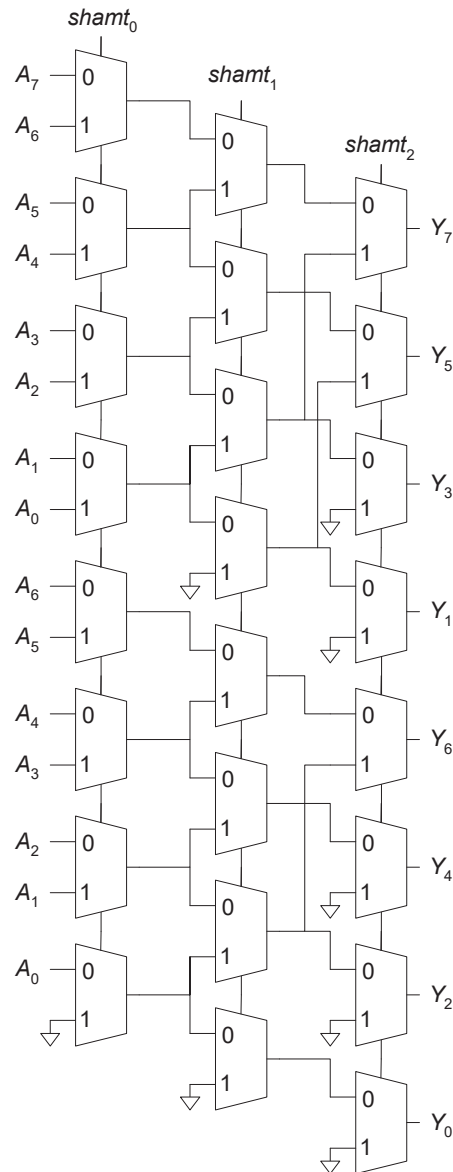 shamt₀
A₇ 0
A₆ 1
shamt₁
0
1
shamt₂
A₅ 0
A₄ 1
0
1
Y₇
0
1
A₃ 0
A₂ 1
0
1
Y₅
0
1
A₁ 0
A₀ 1
0
1
Y₃
0
1
A₆ 0
A₅ 1
0
1
Y₁
0
1
A₄ 0
A₃ 1
0
1
Y₆
0
1
A₂ 0
A₁ 1
0
1
Y₄
0
1
A₀ 0
1
0
1
Y₂
0
1
0
1
Y₀